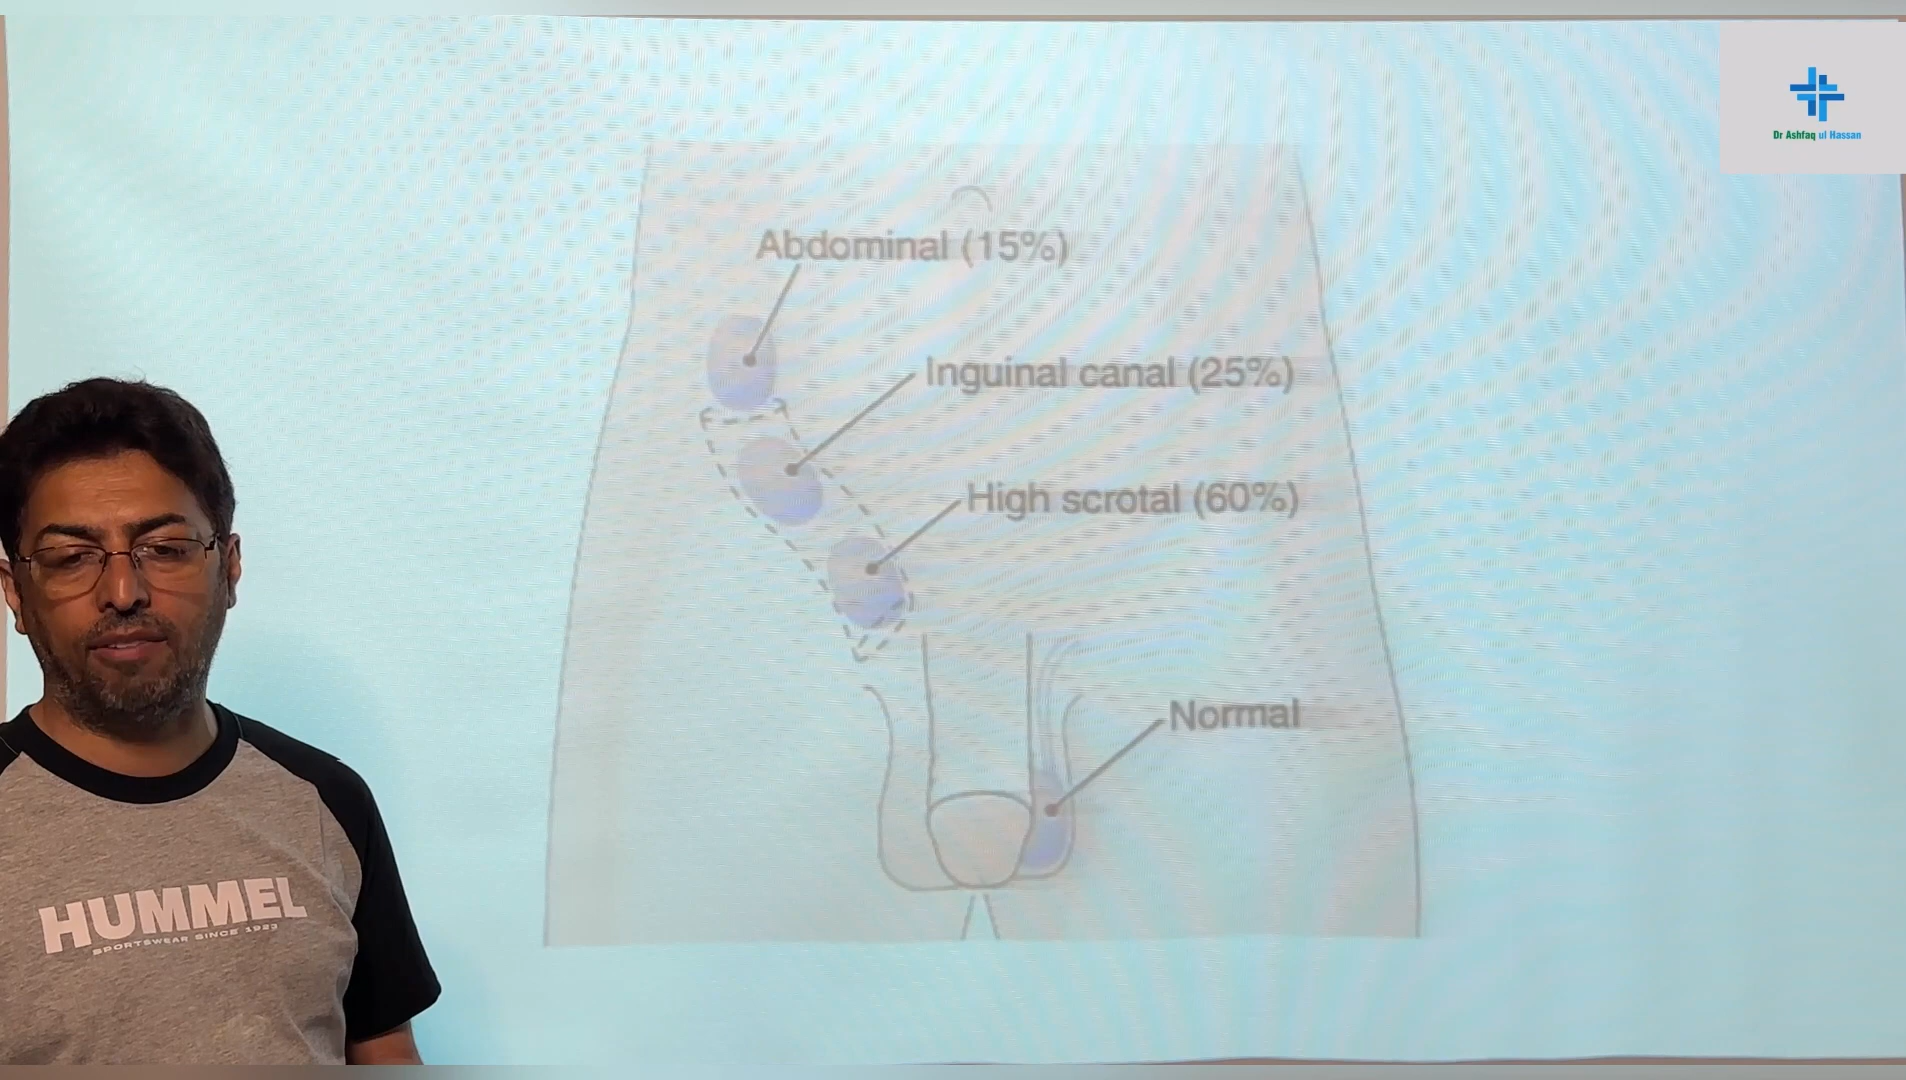 Dr Ashfaq ul Hassan
Abdominal (15%)
Inguinal canal (25%)
High scrotal (60%)
Normal
HUMMEL
SPORTSWEAR SINCE 1923